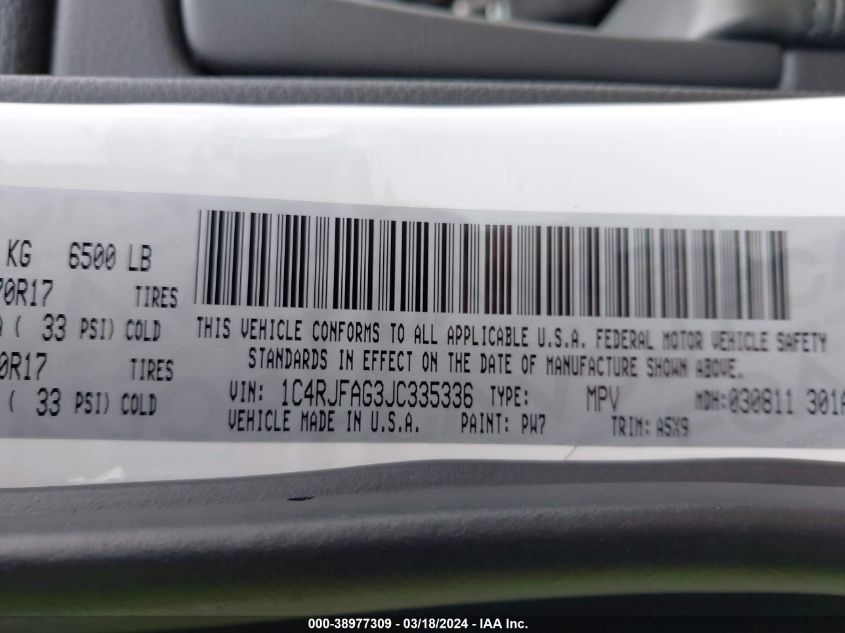 KG 6500 LB
70R17 TIRES
( 33 PSI) COLD
0R17 TIRES
( 33 PSI) COLD
THIS VEHICLE CONFORMS TO ALL APPLICABLE U.S.A. FEDERAL MOTOR VEHICLE SAFETY
STANDARDS IN EFFECT ON THE DATE OF MANUFACTURE SHOWN ABOVE.
VIN: 1C4RJFAG3JC335336 TYPE: MPV MDH:030811 301A
VEHICLE MADE IN U.S.A. PAINT: PW7 TRIM: A5X9
000-38977309 - 03/18/2024 - IAA Inc.